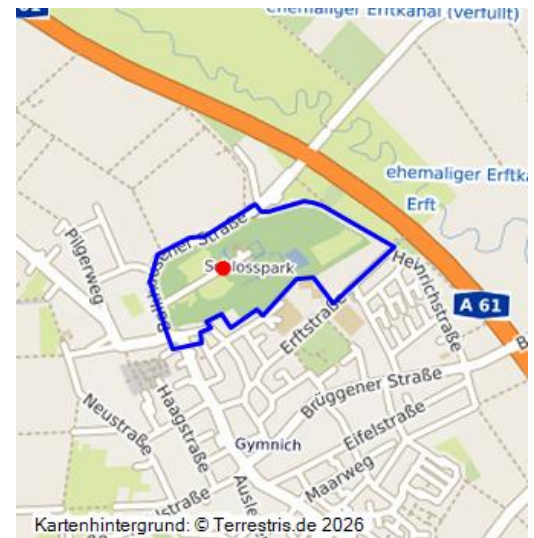 61
ehemaliger Erftkanal (verfüllt)
ehemaliger Erftka
Erft
Pilgerweg
Schlosspark
Heinrichstraße
A 61
Erftstraße
Brüggener Straße
Neustraße
Haagstraße
Gymnich
Eifelstraße
Maarweg
Kartenhintergrund: © Terrestris.de 2026